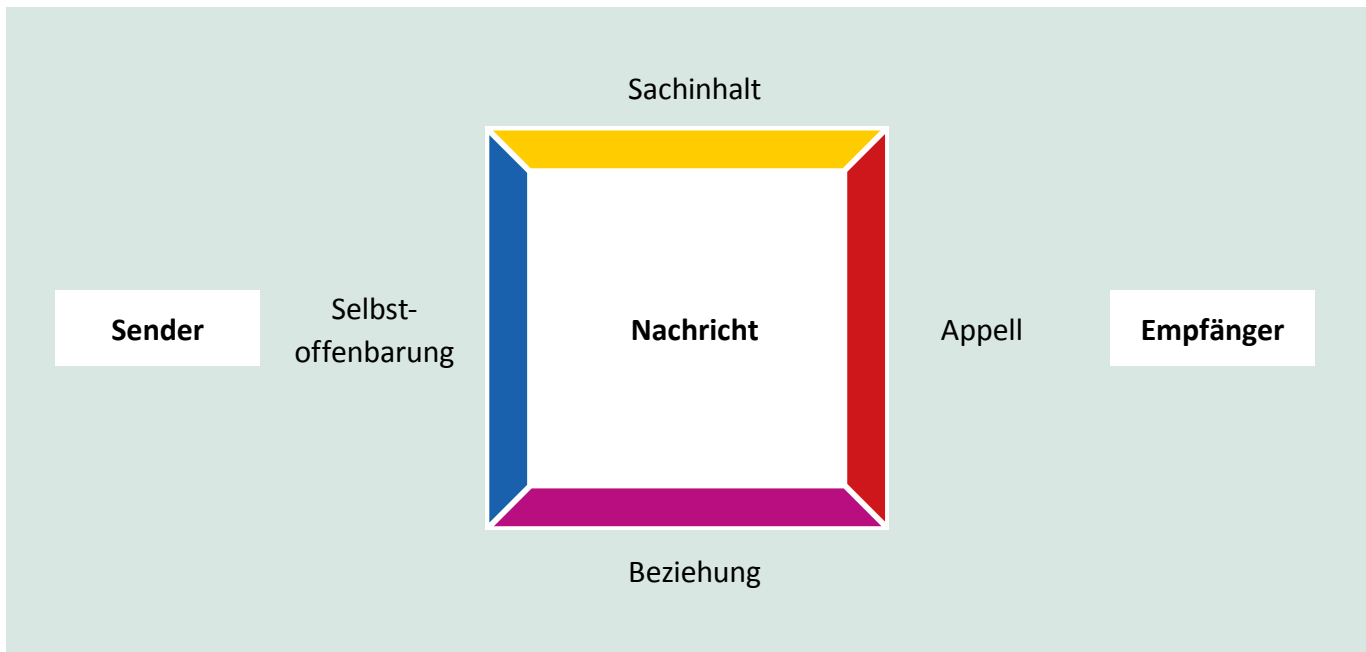 Sachinhalt
Sender
Selbst-
offenbarung
Nachricht
Appell
Empfänger
Beziehung